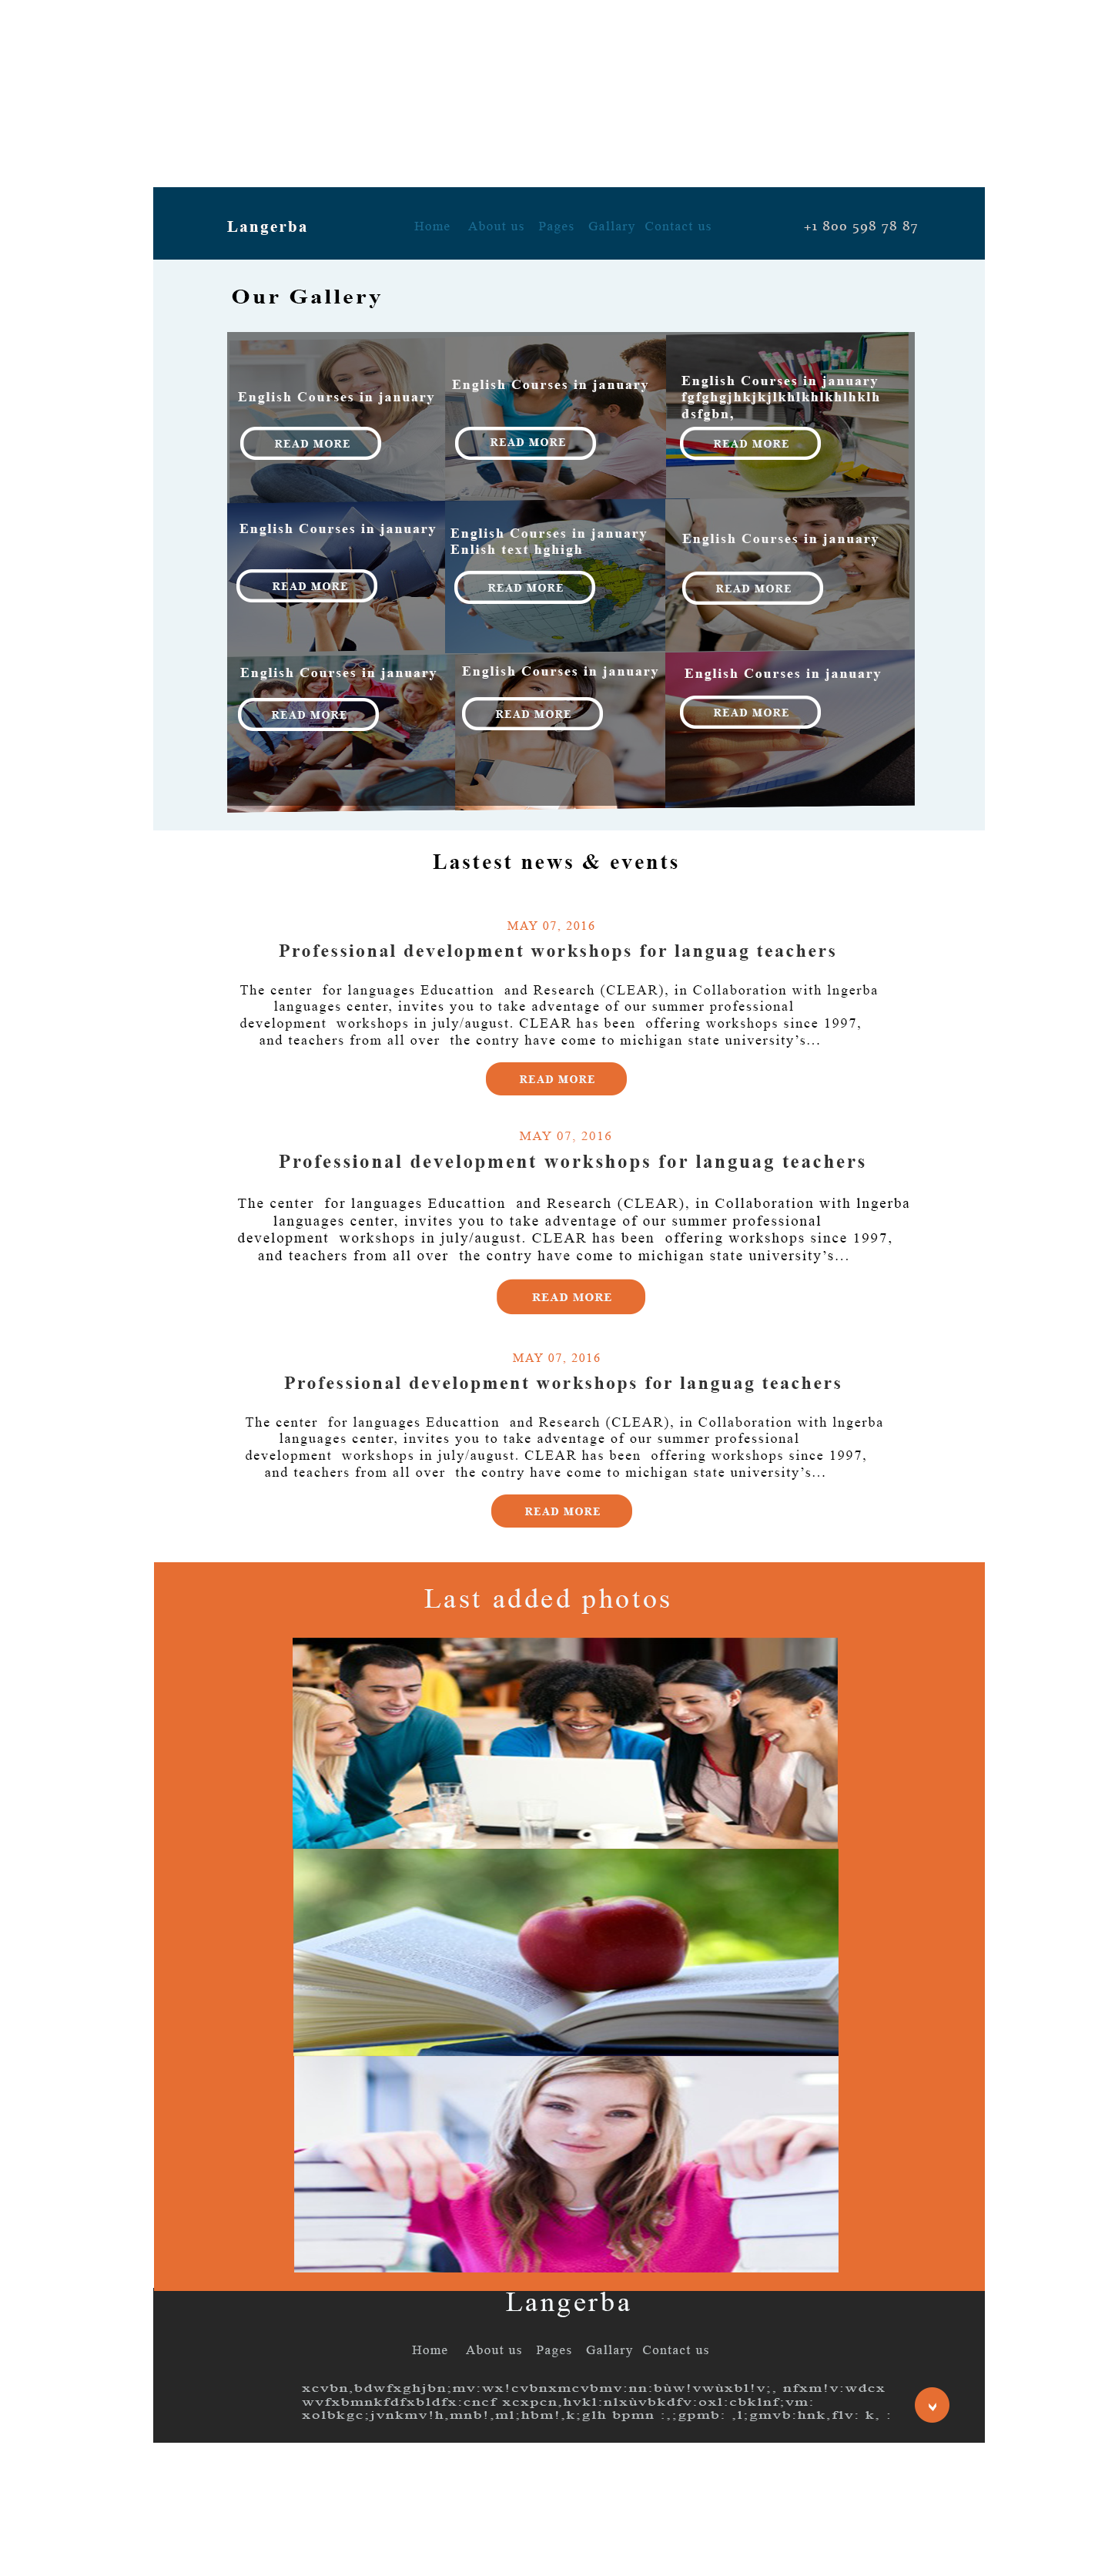 Langerba Home About us Pages Gallary Contact us +1 800 598 78 87
Our Gallery
English Courses in january
READ MORE
English Courses in january
READ MORE
English Courses in january
fgfghgjhkjkjlkhlkhlkhlhklh
dsfgbn,
READ MORE
English Courses in january
READ MORE
English Courses in january
Enlish text hghigh
READ MORE
English Courses in january
READ MORE
English Courses in january
READ MORE
English Courses in january
READ MORE
English Courses in january
READ MORE
Lastest news & events
MAY 07, 2016
Professional development workshops for languag teachers
The center for languages Educattion and Research (CLEAR), in Collaboration with lngerba
languages center, invites you to take adventage of our summer professional
development workshops in july/august. CLEAR has been offering workshops since 1997,
and teachers from all over the contry have come to michigan state university's...
READ MORE
MAY 07, 2016
Professional development workshops for languag teachers
The center for languages Educattion and Research (CLEAR), in Collaboration with lngerba
languages center, invites you to take adventage of our summer professional
development workshops in july/august. CLEAR has been offering workshops since 1997,
and teachers from all over the contry have come to michigan state university's...
READ MORE
MAY 07, 2016
Professional development workshops for languag teachers
The center for languages Educattion and Research (CLEAR), in Collaboration with lngerba
languages center, invites you to take adventage of our summer professional
development workshops in july/august. CLEAR has been offering workshops since 1997,
and teachers from all over the contry have come to michigan state university's...
READ MORE
Last added photos
Langerba
Home About us Pages Gallary Contact us
xcvbn,bdwfxghjbn;mv:wx!cvbnxmcvbmv:nn:bùw!vwùxbl!v;, nfxm!v:wdcx
wvfxbmnkfdfxbldfx:cncf xcxpcn,hvkl:nlxùvbkdfv:oxl:cbklnf;vm:
xolbkgc;jvnkmv!h,mnb!,ml;hbm!,k;glh bpmn :,;gpmb: ,l;gmvb:hnk,flv: k, :